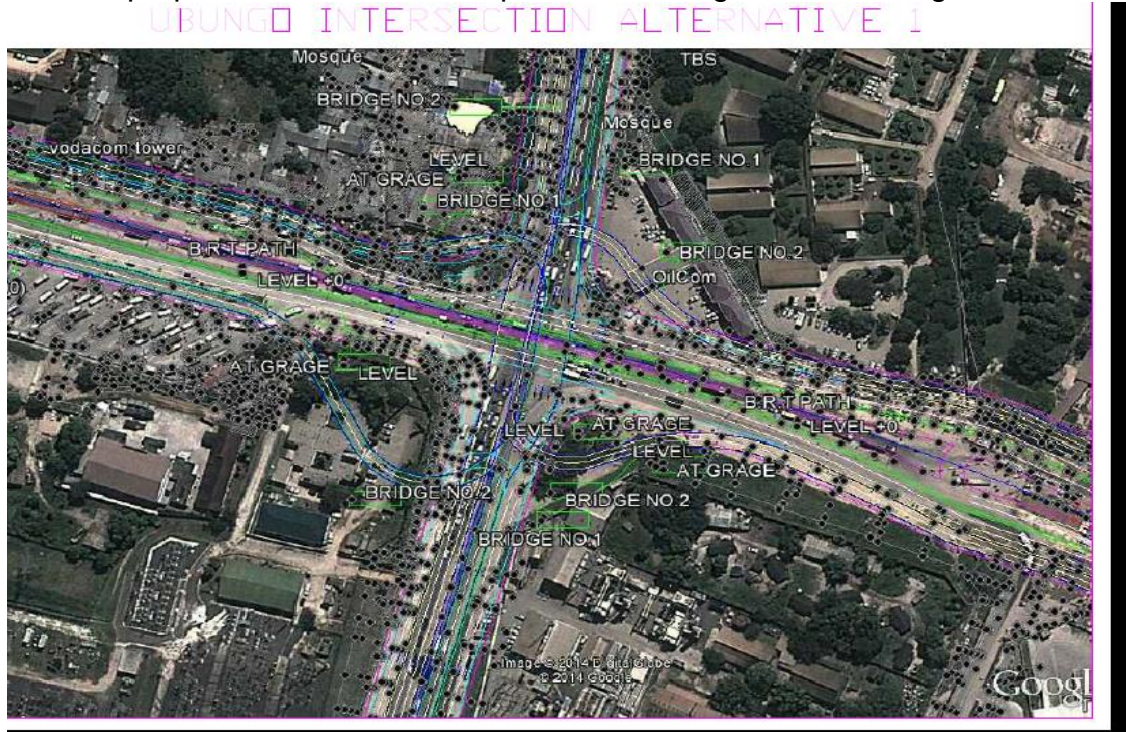 UBUNGO INTERSECTION ALTERNATIVE 1
Mosque
TBS
BRIDGE NO.2
Mosque
vodacom tower
LEVEL
BRIDGE NO.1
AT GRAGE
BRIDGE NO.1
B.R.T PATH
BRIDGE NO.2
LEVEL +0
OilCom
0)
AT GRAGE
LEVEL
B.R.T PATH
LEVEL
AT GRAGE
LEVEL +0
LEVEL
AT GRAGE
BRIDGE NO.2
BRIDGE NO.2
BRIDGE NO.1
Image © 2014 DigitalGlobe
© 2014 Google
Googl